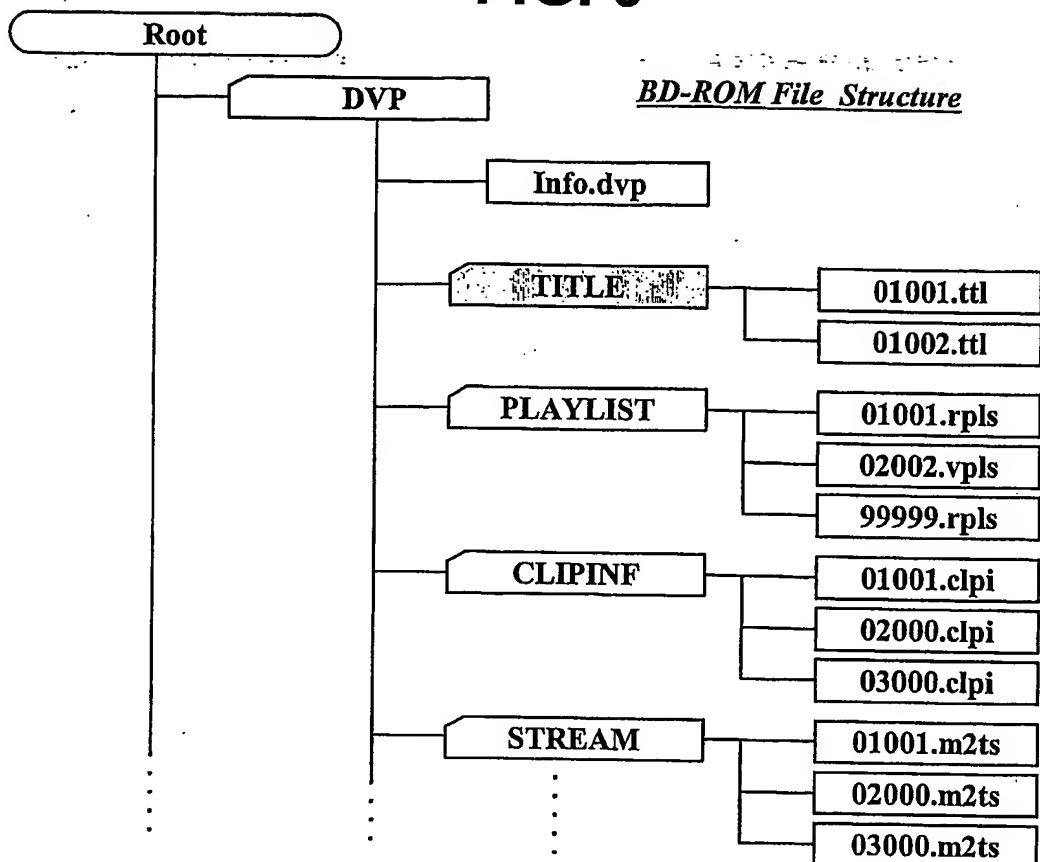 Root
DVP
BD-ROM File Structure
Info.dvp
TITLE
01001.ttl
01002.ttl
PLAYLIST
01001.rpls
02002.vpls
99999.rpls
CLIPINF
01001.clpi
02000.clpi
03000.clpi
STREAM
01001.m2ts
02000.m2ts
03000.m2ts